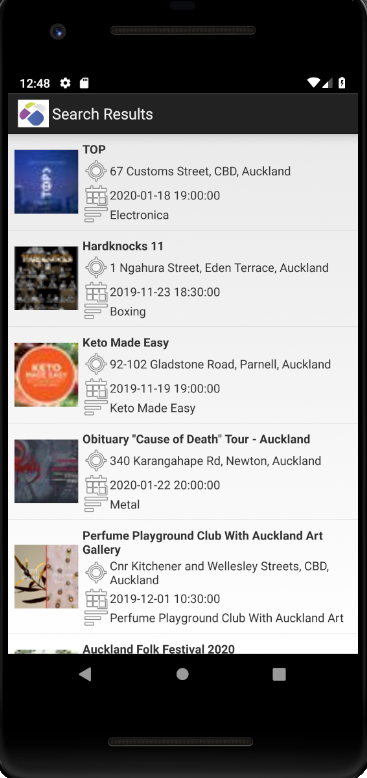 12:48
Search Results
TOP
67 Customs Street, CBD, Auckland
2020-01-18 19:00:00
Electronica
Hardknocks 11
1 Ngahura Street, Eden Terrace, Auckland
2019-11-23 18:30:00
Boxing
KETO
MADE EASY
Keto Made Easy
92-102 Gladstone Road, Parnell, Auckland
2019-11-19 19:00:00
Keto Made Easy
Obituary "Cause of Death" Tour - Auckland
340 Karangahape Rd, Newton, Auckland
2020-01-22 20:00:00
Metal
Perfume Playground Club With Auckland Art
Gallery
Cnr Kitchener and Wellesley Streets, CBD,
Auckland
2019-12-01 10:30:00
Perfume Playground Club With Auckland Art
Auckland Folk Festival 2020